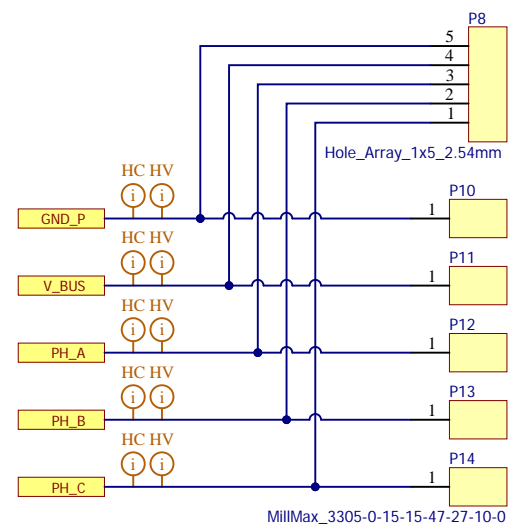 P8
5
4
3
2
1
Hole_Array_1x5_2.54mm
HC HV
i i
GND_P
1
P10
HC HV
i i
V_BUS
1
P11
HC HV
i i
PH_A
1
P12
HC HV
i i
PH_B
1
P13
HC HV
i i
PH_C
1
P14
MillMax_3305-0-15-15-47-27-10-0